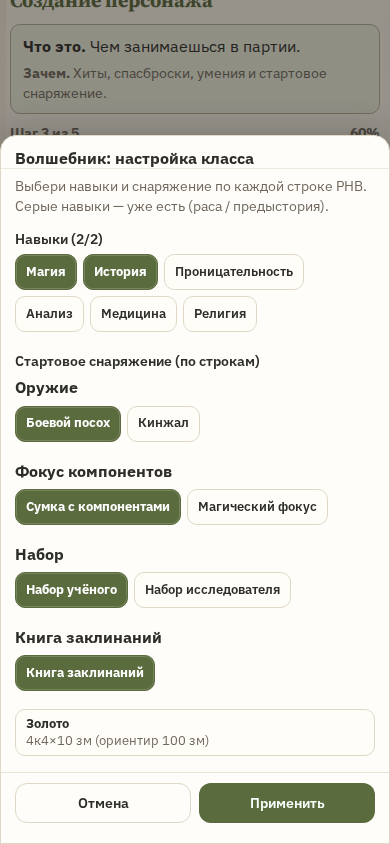 Создание персонажа
Что это. Чем занимаешься в партии.
Зачем. Хиты, спасброски, умения и стартовое
снаряжение.
Шаг 3 из 5
60%
Волшебник: настройка класса
Выбери навыки и снаряжение по каждой строке PHB.
Серые навыки — уже есть (раса / предыстория).
Навыки (2/2)
Магия История Проницательность
Анализ Медицина Религия
Стартовое снаряжение (по строкам)
Оружие
Боевой посох Кинжал
Фокус компонентов
Сумка с компонентами Магический фокус
Набор
Набор учёного Набор исследователя
Книга заклинаний
Книга заклинаний
Золото
4к4×10 зм (ориентир 100 зм)
Отмена Применить